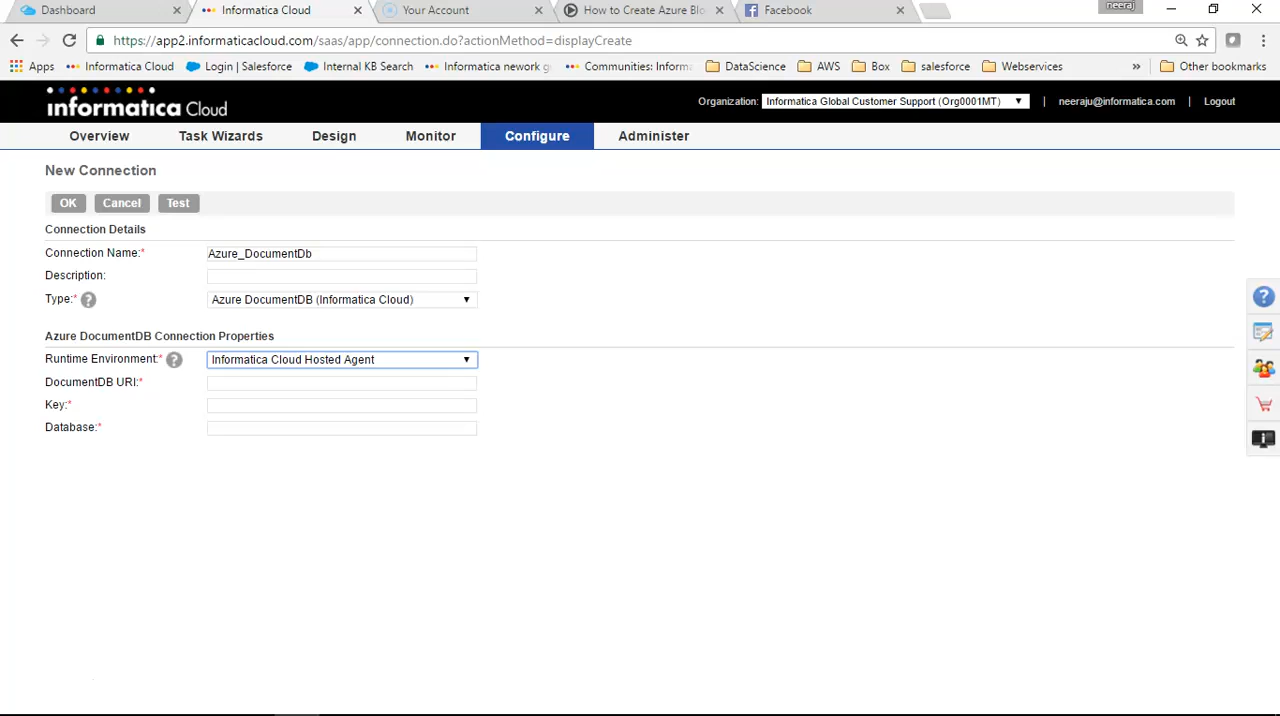 Dashboard
Informatica Cloud
Your Account
How to Create Azure Blo
Facebook
neeraj
https://app2.informaticacloud.com/saas/app/connection.do?actionMethod=displayCreate
Apps
Informatica Cloud
Login | Salesforce
Internal KB Search
Informatica nework g
Communities: Inform
DataScience
AWS
Box
salesforce
Webservices
»
Other bookmarks
informatica Cloud
Organization: Informatica Global Customer Support (Org0001MT) | neeraju@informatica.com | Logout
Overview
Task Wizards
Design
Monitor
Configure
Administer
New Connection
OK
Cancel
Test
Connection Details
Connection Name:* Azure_DocumentDb
Description:
Type:* ? Azure DocumentDB (Informatica Cloud)
Azure DocumentDB Connection Properties
Runtime Environment:* ? Informatica Cloud Hosted Agent
DocumentDB URI:*
Key:*
Database:*